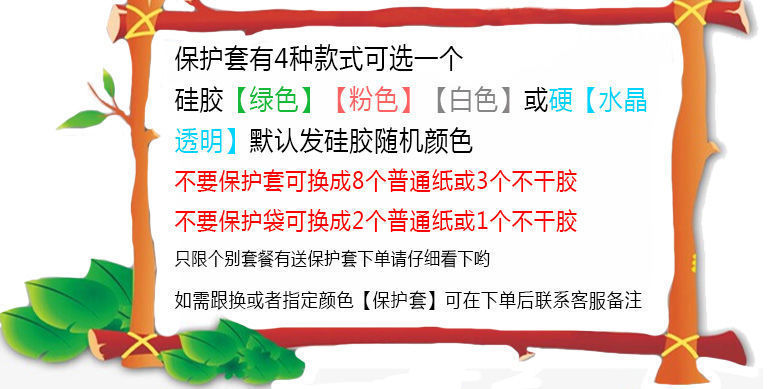 保护套有4种款式可选一个
硅胶【绿色】【粉色】【白色】或硬【水晶
透明】默认发硅胶随机颜色
不要保护套可换成8个普通纸或3个不干胶
不要保护袋可换成2个普通纸或1个不干胶
只限个别套餐有送保护套下单请仔细看下哟
如需跟换或者指定颜色【保护套】可在下单后联系客服备注